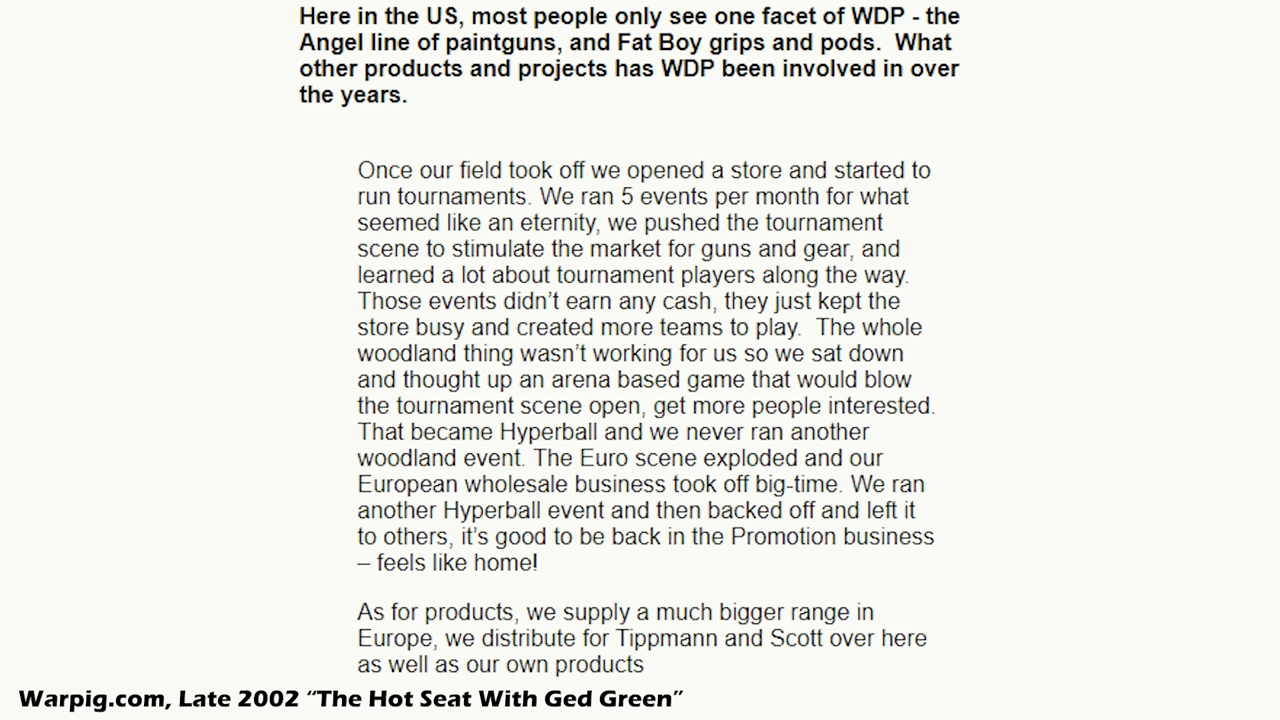 Here in the US, most people only see one facet of WDP - the
Angel line of paintguns, and Fat Boy grips and pods.  What
other products and projects has WDP been involved in over
the years.
Once our field took off we opened a store and started to
run tournaments. We ran 5 events per month for what
seemed like an eternity, we pushed the tournament
scene to stimulate the market for guns and gear, and
learned a lot about tournament players along the way.
Those events didn’t earn any cash, they just kept the
store busy and created more teams to play.  The whole
woodland thing wasn’t working for us so we sat down
and thought up an arena based game that would blow
the tournament scene open, get more people interested.
That became Hyperball and we never ran another
woodland event. The Euro scene exploded and our
European wholesale business took off big-time. We ran
another Hyperball event and then backed off and left it
to others, it’s good to be back in the Promotion business
– feels like home!
As for products, we supply a much bigger range in
Europe, we distribute for Tippmann and Scott over here
as well as our own products
Warpig.com, Late 2002 “The Hot Seat With Ged Green”